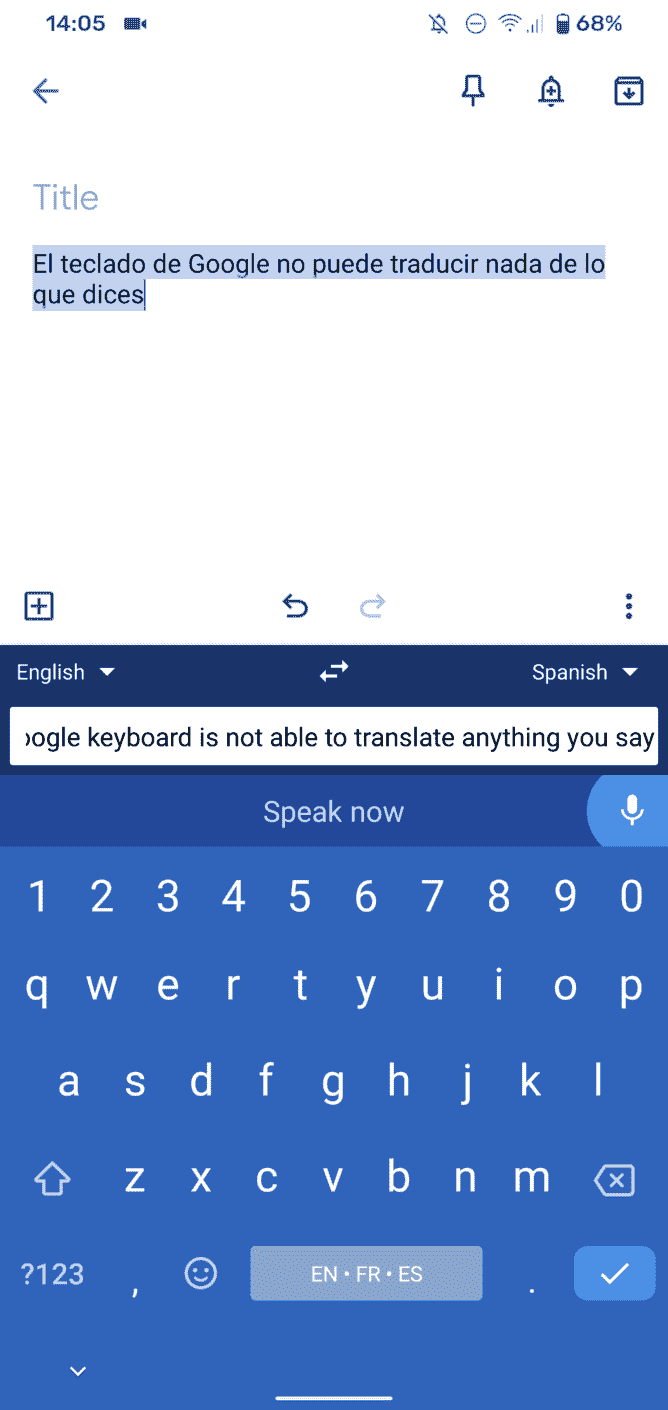 14:05 68%
Title
El teclado de Google no puede traducir nada de lo
que dices
English Spanish
oogle keyboard is not able to translate anything you say
Speak now
1 2 3 4 5 6 7 8 9 0
q w e r t y u i o p
a s d f g h j k l
z x c v b n m
?123 , EN • FR • ES .